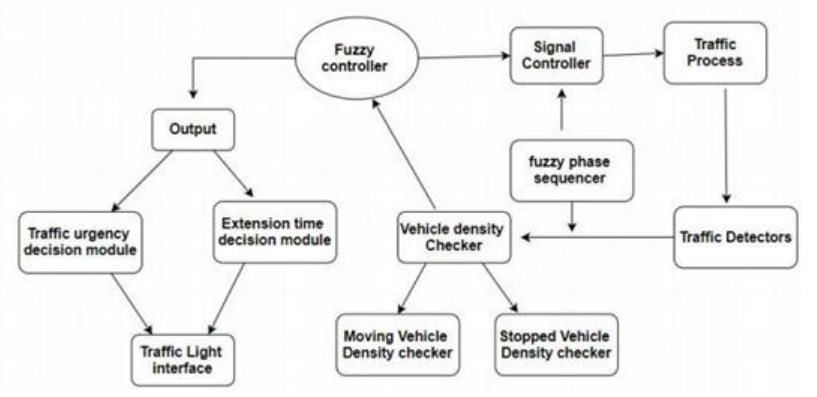 Fuzzy
controller
Signal
Controller
Traffic
Process
Output
fuzzy phase
sequencer
Traffic urgency
decision module
Extension time
decision module
Vehicle density
Checker
Traffic Detectors
Moving Vehicle
Density checker
Stopped Vehicle
Density checker
Traffic Light
interface